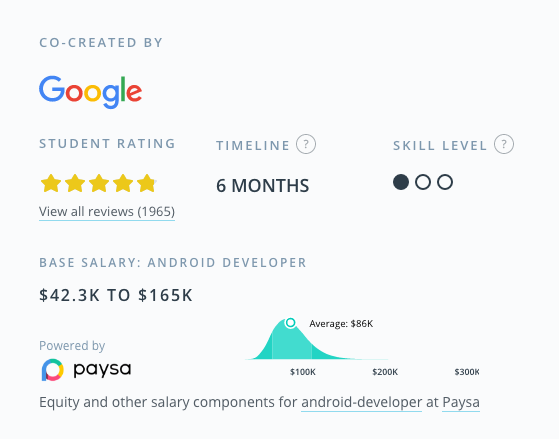 CO-CREATED BY
Google
STUDENT RATING
TIMELINE ?
SKILL LEVEL ?
6 MONTHS
View all reviews (1965)
BASE SALARY: ANDROID DEVELOPER
$42.3K TO $165K
Average: $86K
Powered by
paysa
$100K $200K $300K
Equity and other salary components for android-developer at Paysa